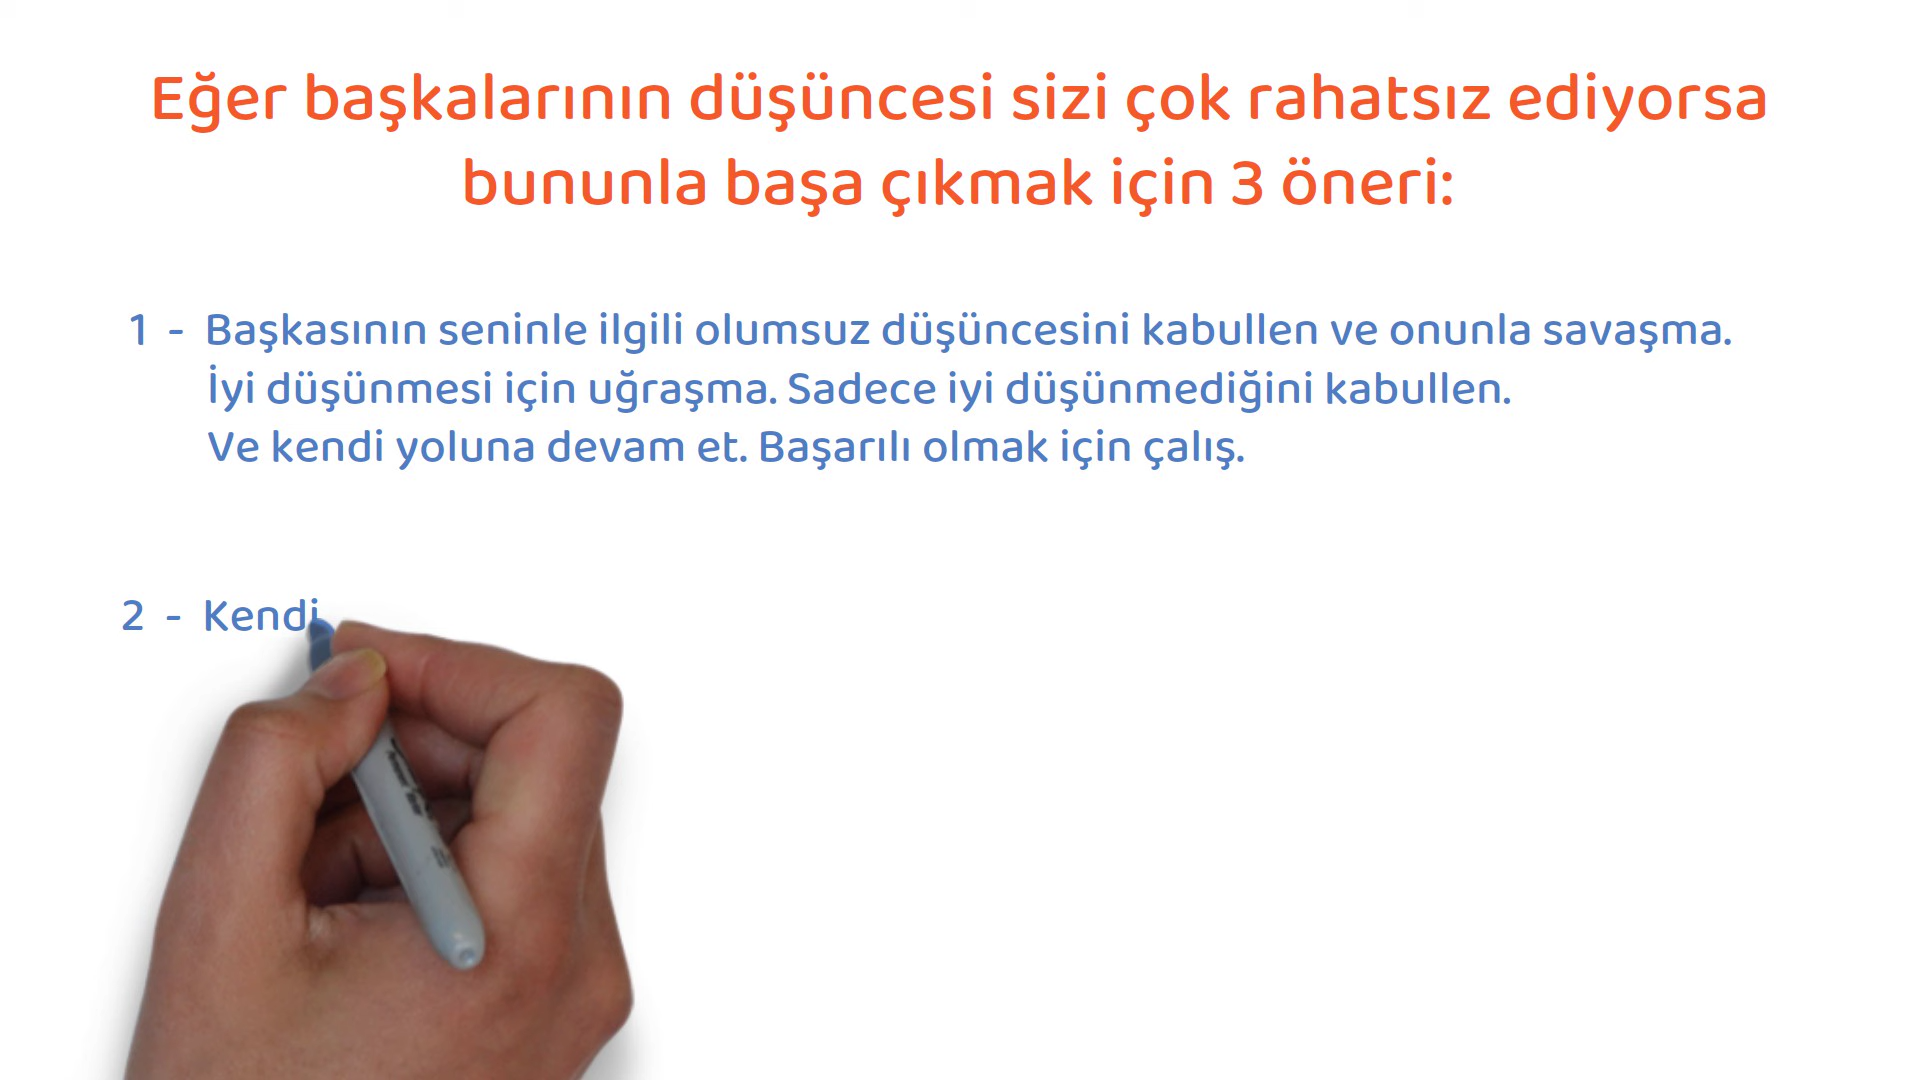 Eğer başkalarının düşüncesi sizi çok rahatsız ediyorsa
bununla başa çıkmak için 3 öneri:
1 - Başkasının seninle ilgili olumsuz düşüncesini kabullen ve onunla savaşma.
İyi düşünmesi için uğraşma. Sadece iyi düşünmediğini kabullen.
Ve kendi yoluna devam et. Başarılı olmak için çalış.
2 - Kendi